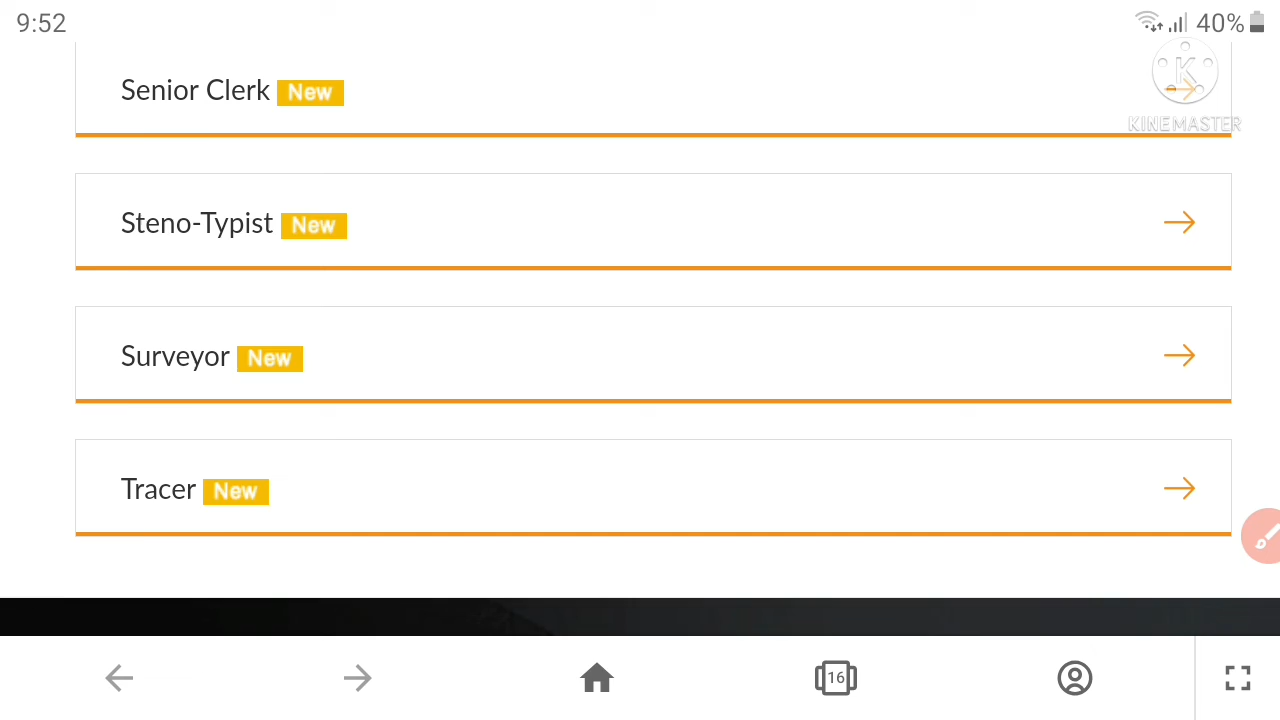 9:52
40%
Senior Clerk New
K
KINEMASTER
Steno-Typist New
Surveyor New
Tracer New
16